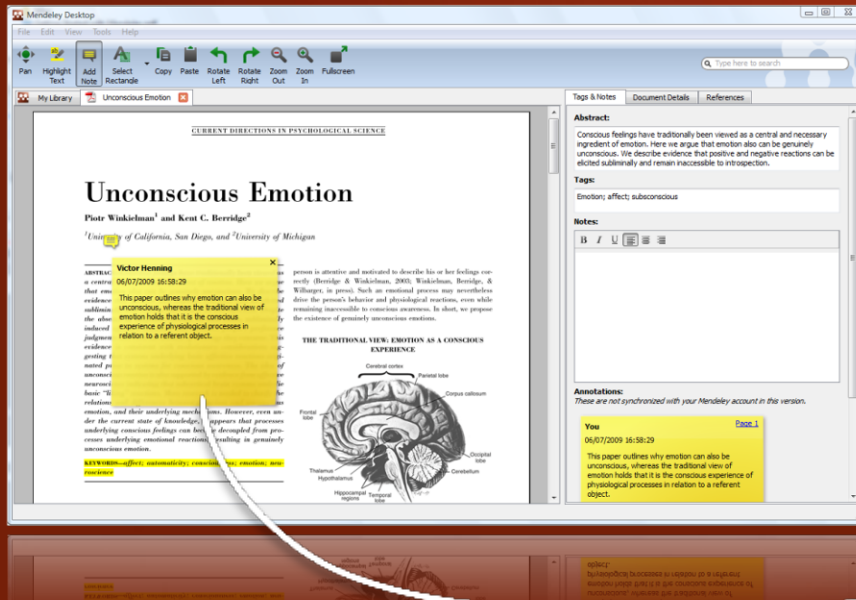 Mendeley Desktop
File Edit View Tools Help
Pan
Highlight Text
Add Note
Select Rectangle
Copy
Paste
Rotate Left
Rotate Right
Zoom Out
Zoom In
Fullscreen
Type here to search
My Library
Unconscious Emotion
CURRENT DIRECTIONS IN PSYCHOLOGICAL SCIENCE
Unconscious Emotion
Piotr Winkielman1 and Kent C. Berridge2
of California, San Diego, and 2University of Michigan
Victor Henning
06/07/2009 16:58:29
This paper outlines why emotion can also be
unconscious, whereas the traditional view of
emotion holds that it is the conscious
experience of physiological processes in
relation to a referent object.
emotion, and their underlying However, even un-
der the current state of knowledge, appears that processes
underlying conscious feelings can decoupled from pro-
cesses underlying emotional reactions, resulting in genuinely
unconscious emotion.
KEYWORDS—affect; automaticity; emotion; neu-
roscience
person is attentive and motivated to describe his or her feelings cor-
rectly (Berridge & Winkielman, 2003; Winkielman, Berridge, &
Wilbarger, in press). Such an emotional process may nevertheless
drive the person's behavior and physiological reactions, even while
remaining inaccessible to conscious awareness. In short, we propose
the existence of genuinely unconscious emotions.
THE TRADITIONAL VIEW: EMOTION AS A CONSCIOUS
EXPERIENCE
Cerebral cortex
Parietal lobe
Corpus callosum
Frontal lobe
Occipital lobe
Cerebellum
Thalamus
Hypothalamus
Hippocampal regions
Temporal lobe
Tags & Notes
Document Details
References
Abstract:
Conscious feelings have traditionally been viewed as a central and necessary
ingredient of emotion. Here we argue that emotion also can be genuinely
unconscious. We describe evidence that positive and negative reactions can be
elicited subliminally and remain inaccessible to introspection.
Tags:
Emotion; affect; subsconscious
Notes:
B I U
Annotations:
These are not synchronized with your Mendeley account in this version.
You
Page 1
06/07/2009 16:58:29
This paper outlines why emotion can also be
unconscious, whereas the traditional view of
emotion holds that it is the conscious experience of
physiological processes in relation to a referent
object.